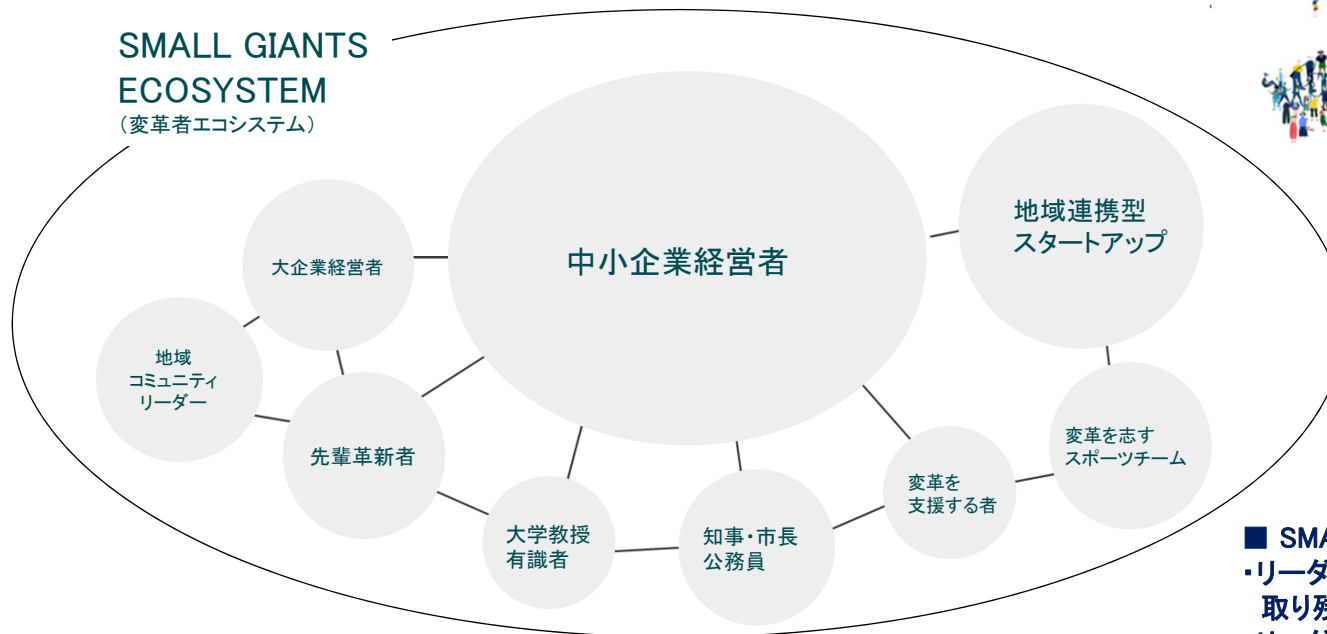 SMALL GIANTS
ECOSYSTEM
（変革者エコシステム）
中小企業経営者
地域連携型
スタートアップ
大企業経営者
地域
コミュニティ
リーダー
先輩革新者
大学教授
有識者
知事・市長
公務員
変革を
支援する者
変革を志す
スポーツチーム
■ SMA
・リーダ
取り残